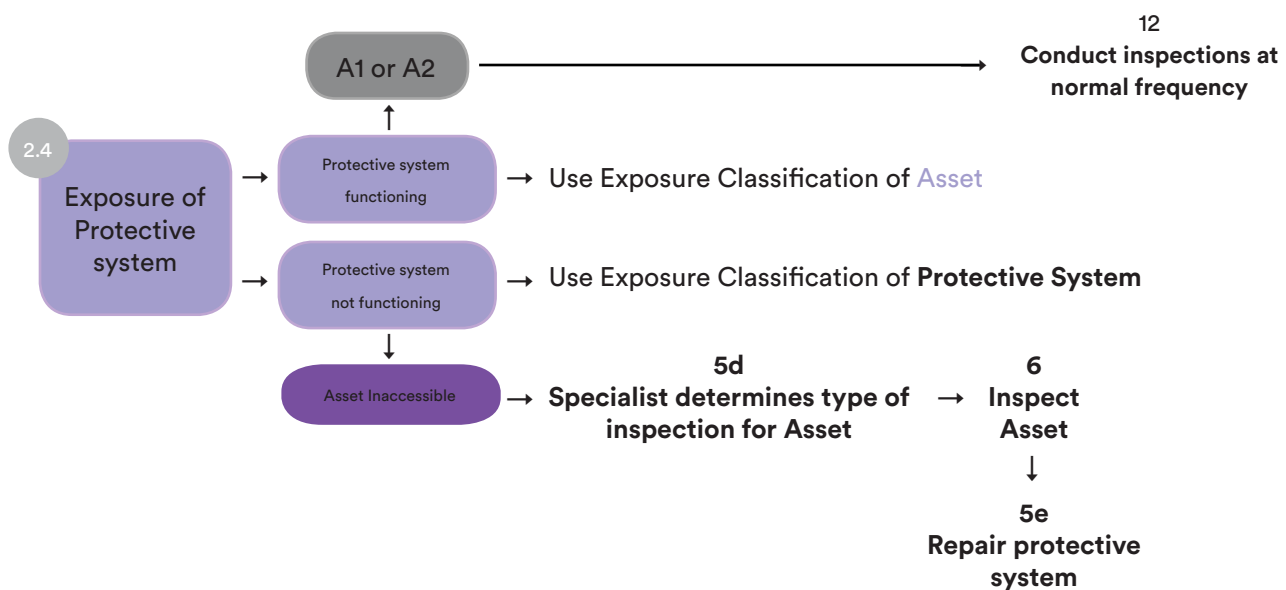 12
Conduct inspections at
normal frequency
A1 or A2
2.4
Exposure of
Protective
system
Protective system
functioning
Use Exposure Classification of Asset
Protective system
not functioning
Use Exposure Classification of Protective System
Asset Inaccessible
5d
Specialist determines type of
inspection for Asset
6
Inspect
Asset
5e
Repair protective
system